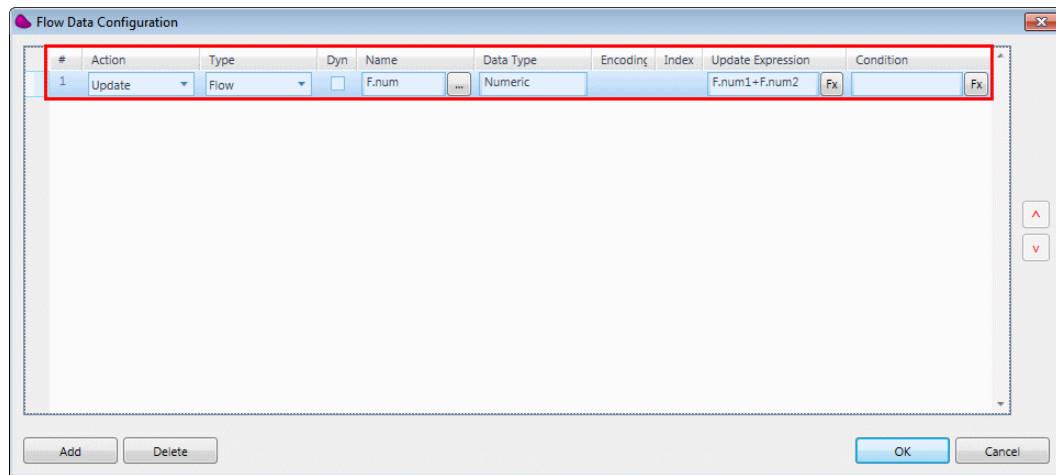 Flow Data Configuration
# Action Type Dyn Name Data Type Encoding Index Update Expression Condition
1 Update Flow F.num ... Numeric F.num1+F.num2 Fx Fx
^
v
Add Delete OK Cancel